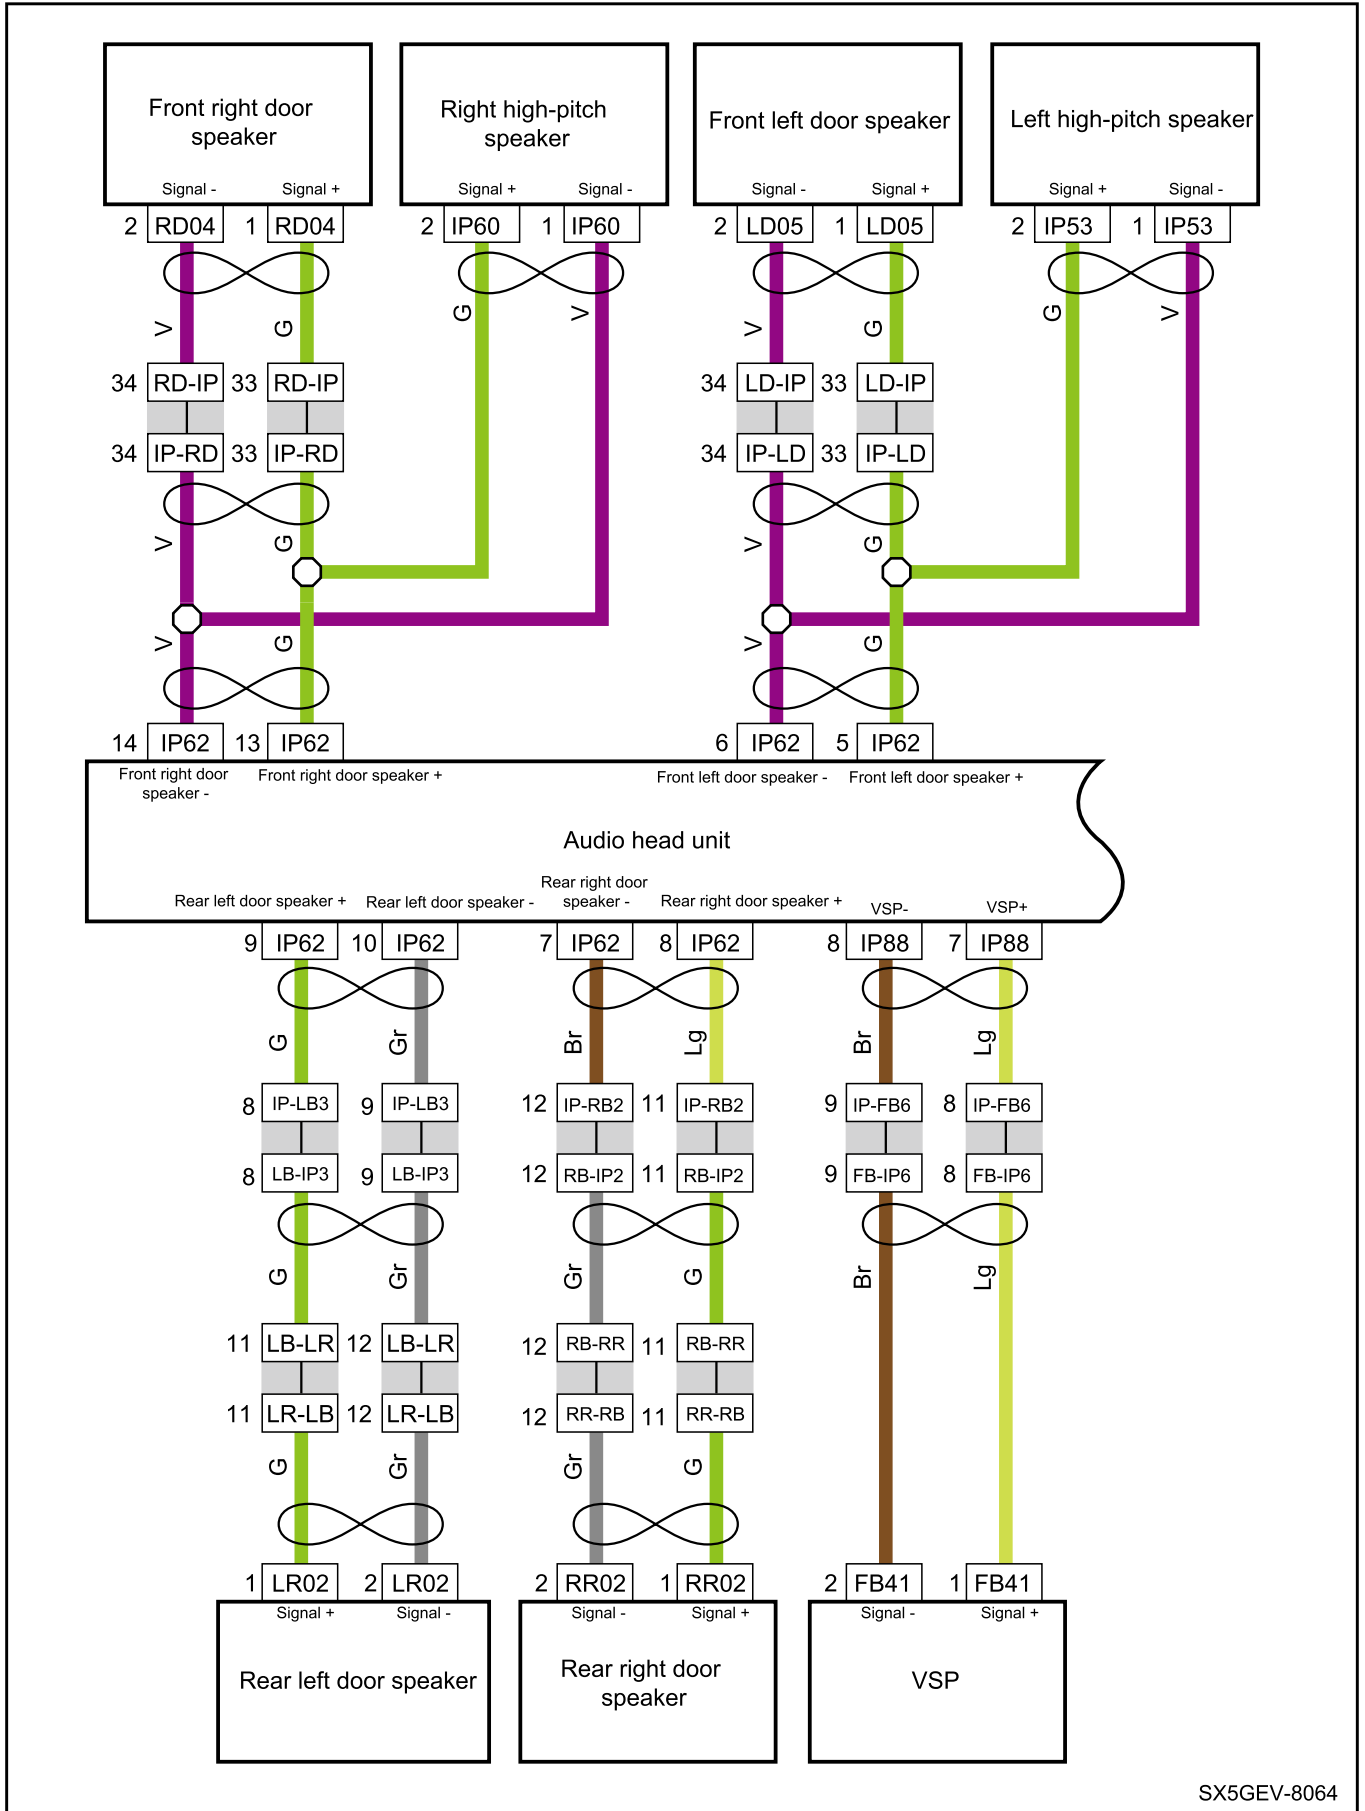 Front right door
speaker
Right high-pitch
speaker
Front left door speaker
Left high-pitch speaker
Signal - Signal + Signal + Signal - Signal - Signal + Signal + Signal -
2 RD04 1 RD04 2 IP60 1 IP60 2 LD05 1 LD05 2 IP53 1 IP53
G V G V
V G V G
34 RD-IP 33 RD-IP 34 LD-IP 33 LD-IP
34 IP-RD 33 IP-RD 34 IP-LD 33 IP-LD
V G V G
V G V G
14 IP62 13 IP62 6 IP62 5 IP62
Front right door
speaker -
Front right door speaker +
Front left door speaker -
Front left door speaker +
Audio head unit
Rear left door speaker +
Rear left door speaker -
Rear right door
speaker -
Rear right door speaker +
VSP-
VSP+
9 IP62 10 IP62 7 IP62 8 IP62 8 IP88 7 IP88
G Gr Br Lg Br Lg
8 IP-LB3 9 IP-LB3 12 IP-RB2 11 IP-RB2 9 IP-FB6 8 IP-FB6
8 LB-IP3 9 LB-IP3 12 RB-IP2 11 RB-IP2 9 FB-IP6 8 FB-IP6
G Gr Gr G Br Lg
11 LB-LR 12 LB-LR 12 RB-RR 11 RB-RR
11 LR-LB 12 LR-LB 12 RR-RB 11 RR-RB
G Gr Gr G
1 LR02 2 LR02 2 RR02 1 RR02 2 FB41 1 FB41
Signal + Signal - Signal - Signal + Signal - Signal +
Rear left door speaker
Rear right door
speaker
VSP
SX5GEV-8064